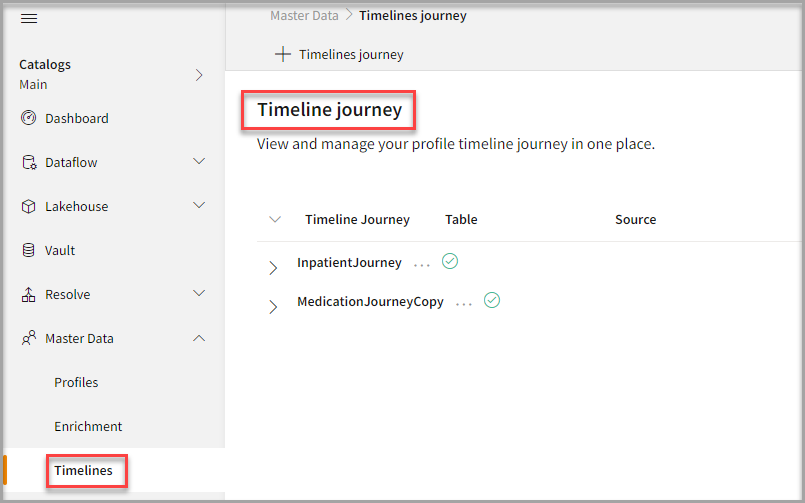 Master Data > Timelines journey
+ Timelines journey
Catalogs
Main
Dashboard
Dataflow
Lakehouse
Vault
Resolve
Master Data
Profiles
Enrichment
Timelines
Timeline journey
View and manage your profile timeline journey in one place.
Timeline Journey Table Source
InpatientJourney ...
MedicationJourneyCopy ...